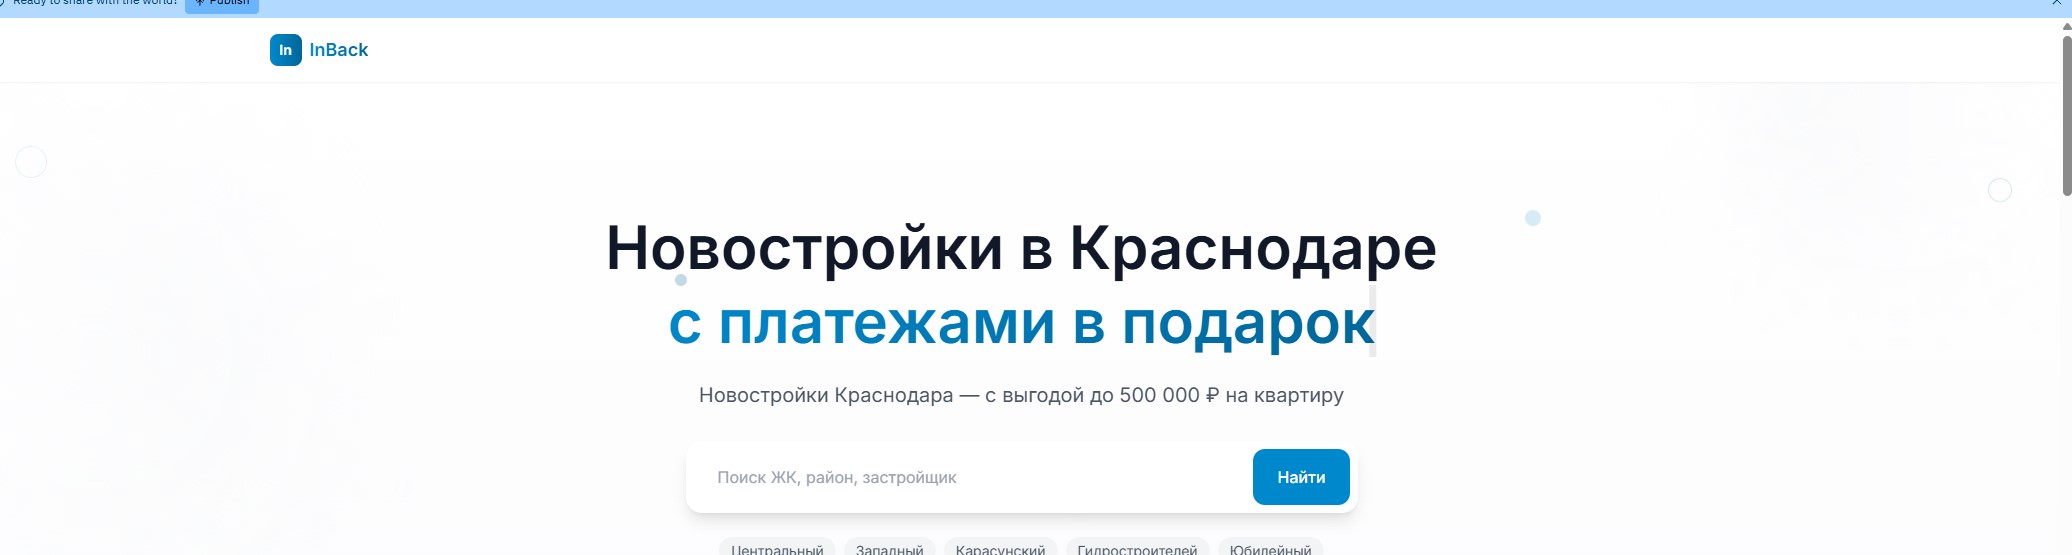 Ready to share with the world? Publish
In InBack
Новостройки в Краснодаре
с платежами в подарок
Новостройки Краснодара — с выгодой до 500 000 ₽ на квартиру
Поиск ЖК, район, застройщик Найти
Центральный Западный Карасунский Гидростроителей Юбилейный